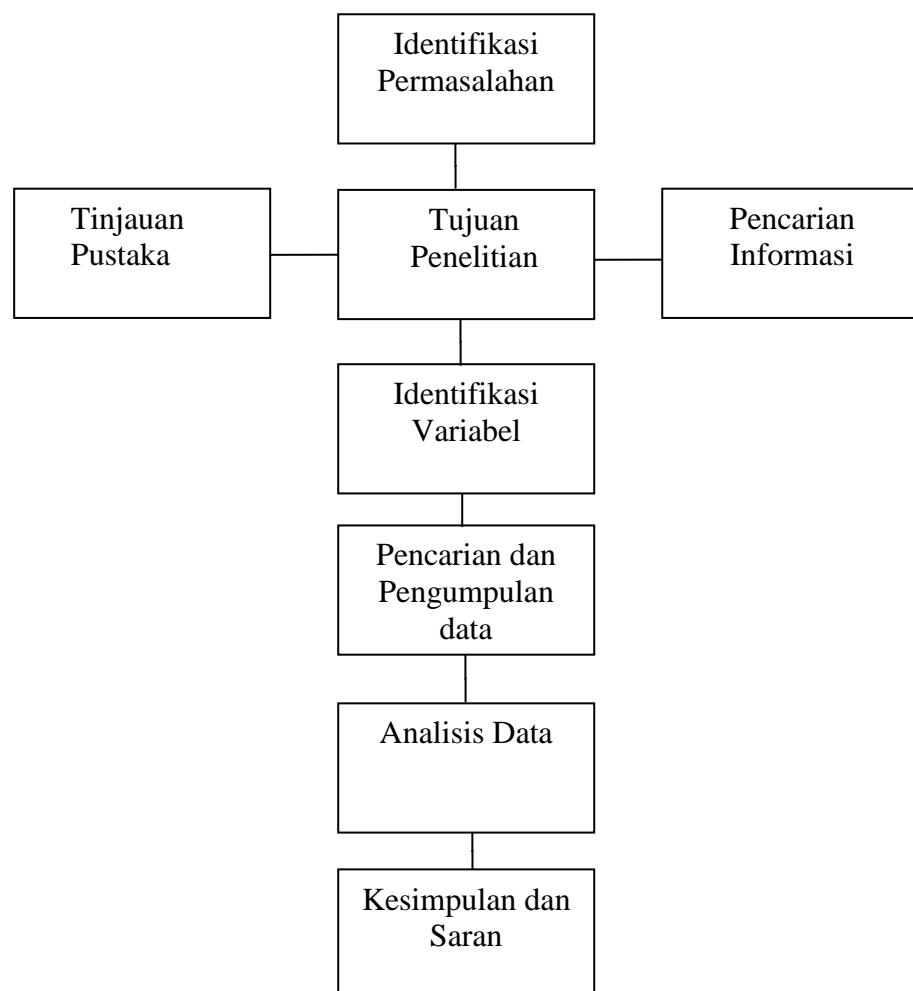 Identifikasi
Permasalahan
Tinjauan
Pustaka
Tujuan
Penelitian
Pencarian
Informasi
Identifikasi
Variabel
Pencarian dan
Pengumpulan
data
Analisis Data
Kesimpulan dan
Saran